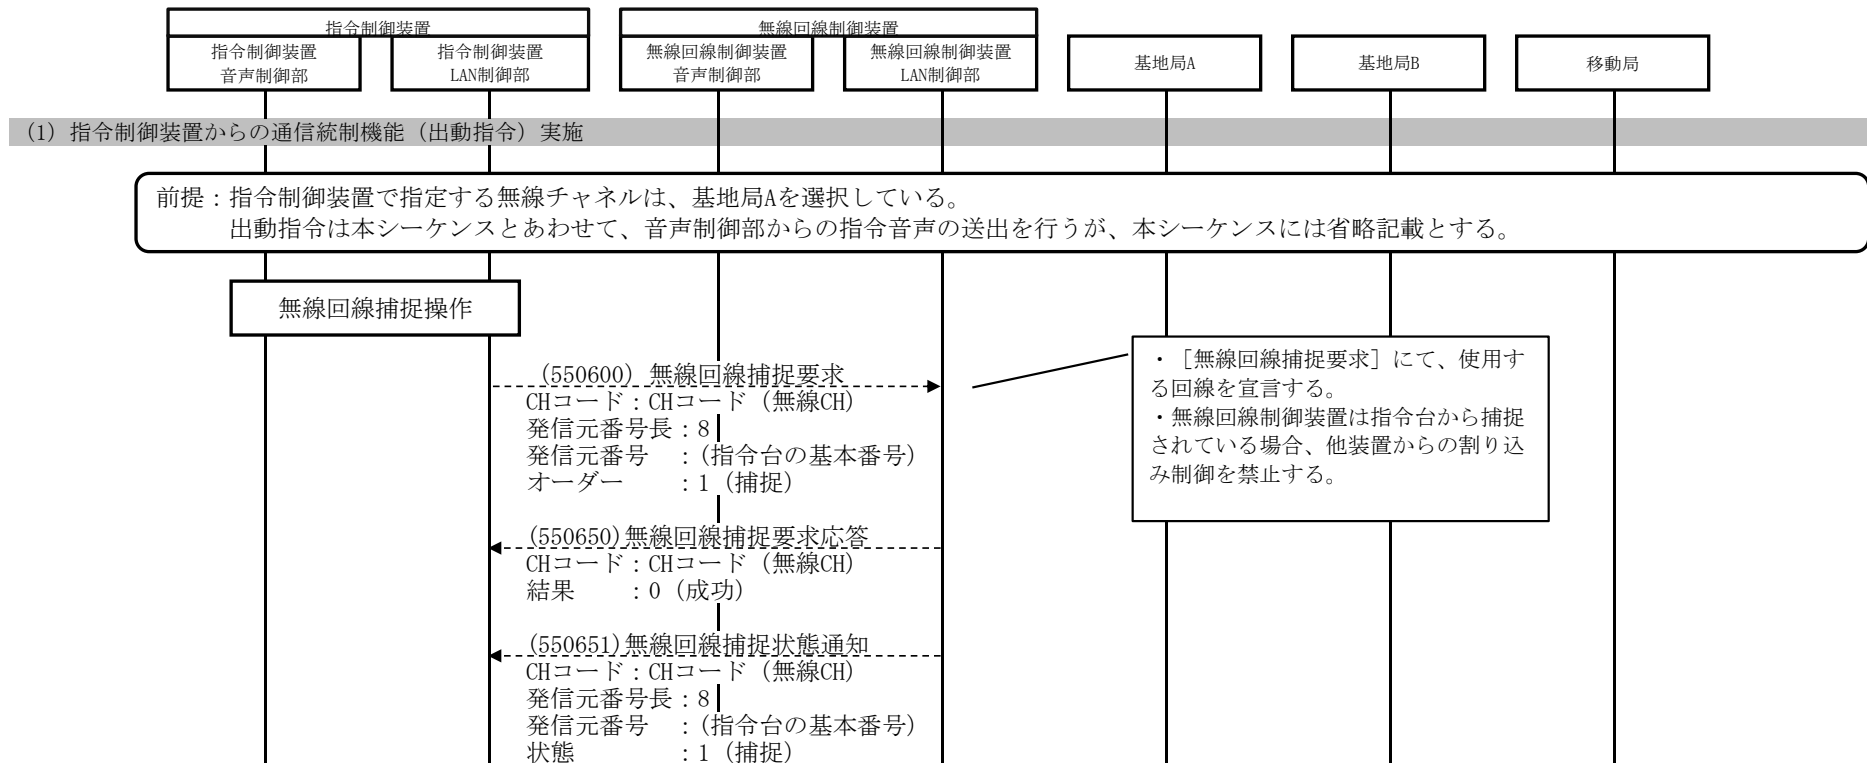 指令制御装置
無線回線制御装置
指令制御装置
音声制御部
指令制御装置
LAN制御部
無線回線制御装置
音声制御部
無線回線制御装置
LAN制御部
基地局A
基地局B
移動局
(1) 指令制御装置からの通信統制機能（出動指令）実施
前提：指令制御装置で指定する無線チャネルは、基地局Aを選択している。
出動指令は本シーケンスとあわせて、音声制御部からの指令音声の送出を行うが、本シーケンスには省略記載とする。
無線回線捕捉操作
(550600) 無線回線捕捉要求
CHコード：CHコード（無線CH）
発信元番号長：8
発信元番号　：(指令台の基本番号)
オーダー　　：1（捕捉）
・［無線回線捕捉要求］にて、使用す
る回線を宣言する。
・無線回線制御装置は指令台から捕捉
されている場合、他装置からの割り込
み制御を禁止する。
(550650)無線回線捕捉要求応答
CHコード：CHコード（無線CH）
結果　　：0（成功）
(550651)無線回線捕捉状態通知
CHコード：CHコード（無線CH）
発信元番号長：8
発信元番号　：(指令台の基本番号)
状態　　　　：1（捕捉）